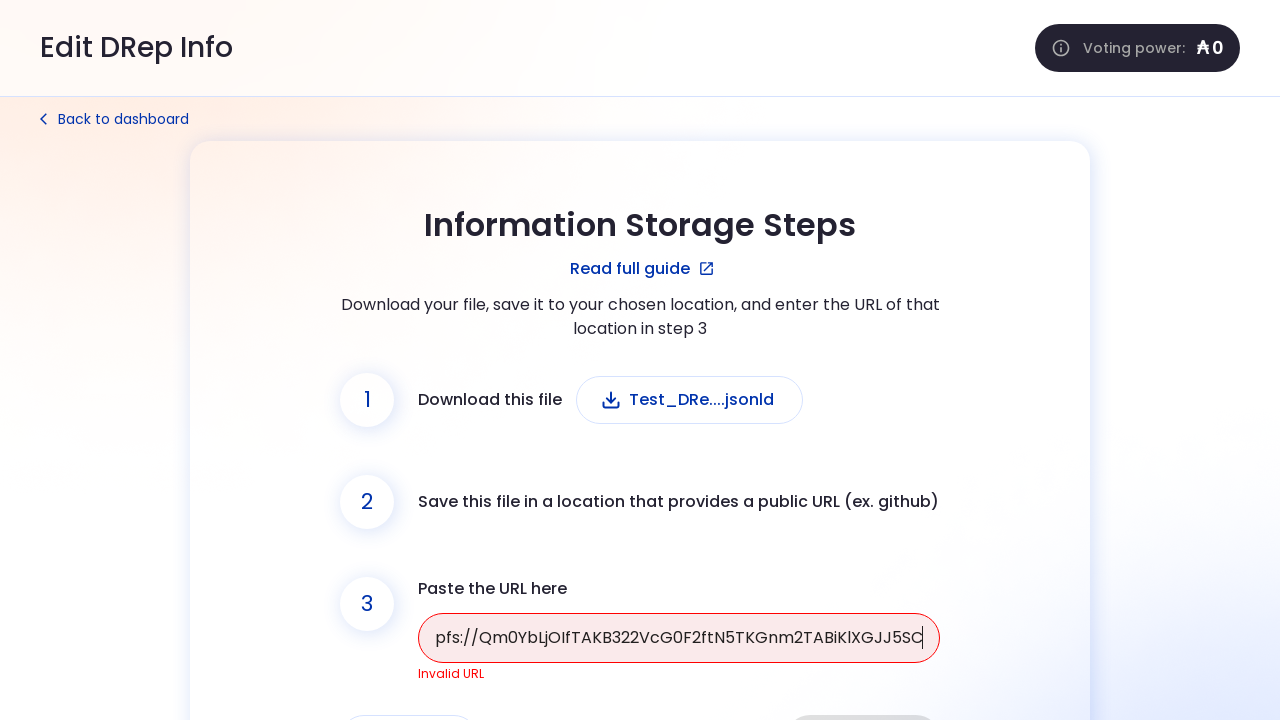 Edit DRep Info
Voting power: ₳0
Back to dashboard
Information Storage Steps
Read full guide
Download your file, save it to your chosen location, and enter the URL of that
location in step 3
1
Download this file
Test_DRe....jsonld
2
Save this file in a location that provides a public URL (ex. github)
3
Paste the URL here
pfs://Qm0YbLjOIfTAKB322VcG0F2ftN5TKGnm2TABiKlXGJJ5SC
Invalid URL